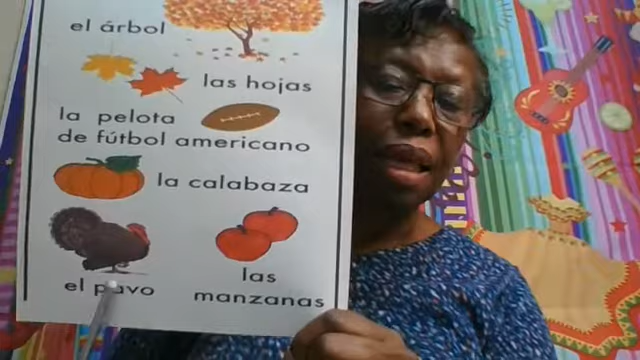 el árbol
las hojas
la pelota
de fútbol americano
la calabaza
el pavo
las
manzanas